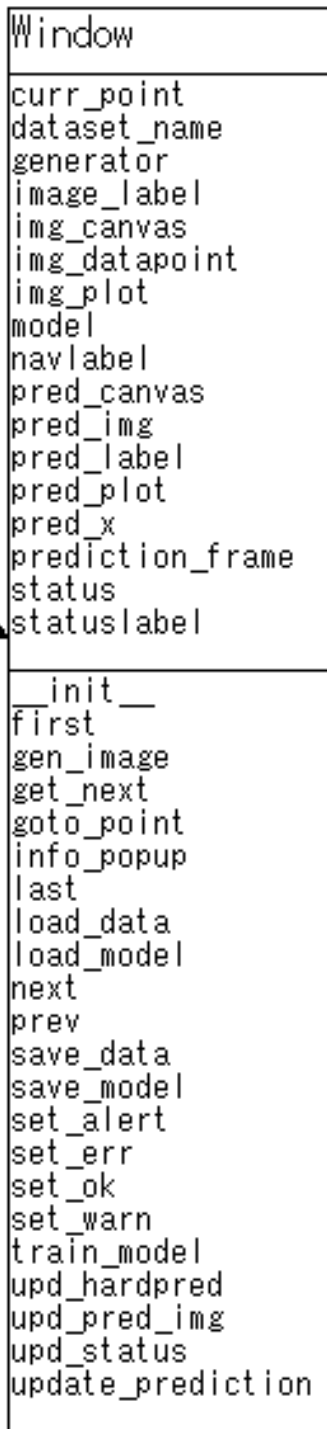 Window
curr_point
dataset_name
generator
image_label
img_canvas
img_datapoint
img_plot
model
navlabel
pred_canvas
pred_img
pred_label
pred_plot
pred_x
prediction_frame
status
statuslabel
__init__
first
gen_image
get_next
goto_point
info_popup
last
load_data
load_model
next
prev
save_data
save_model
set_alert
set_err
set_ok
set_warn
train_model
upd_hardpred
upd_pred_img
upd_status
update_prediction